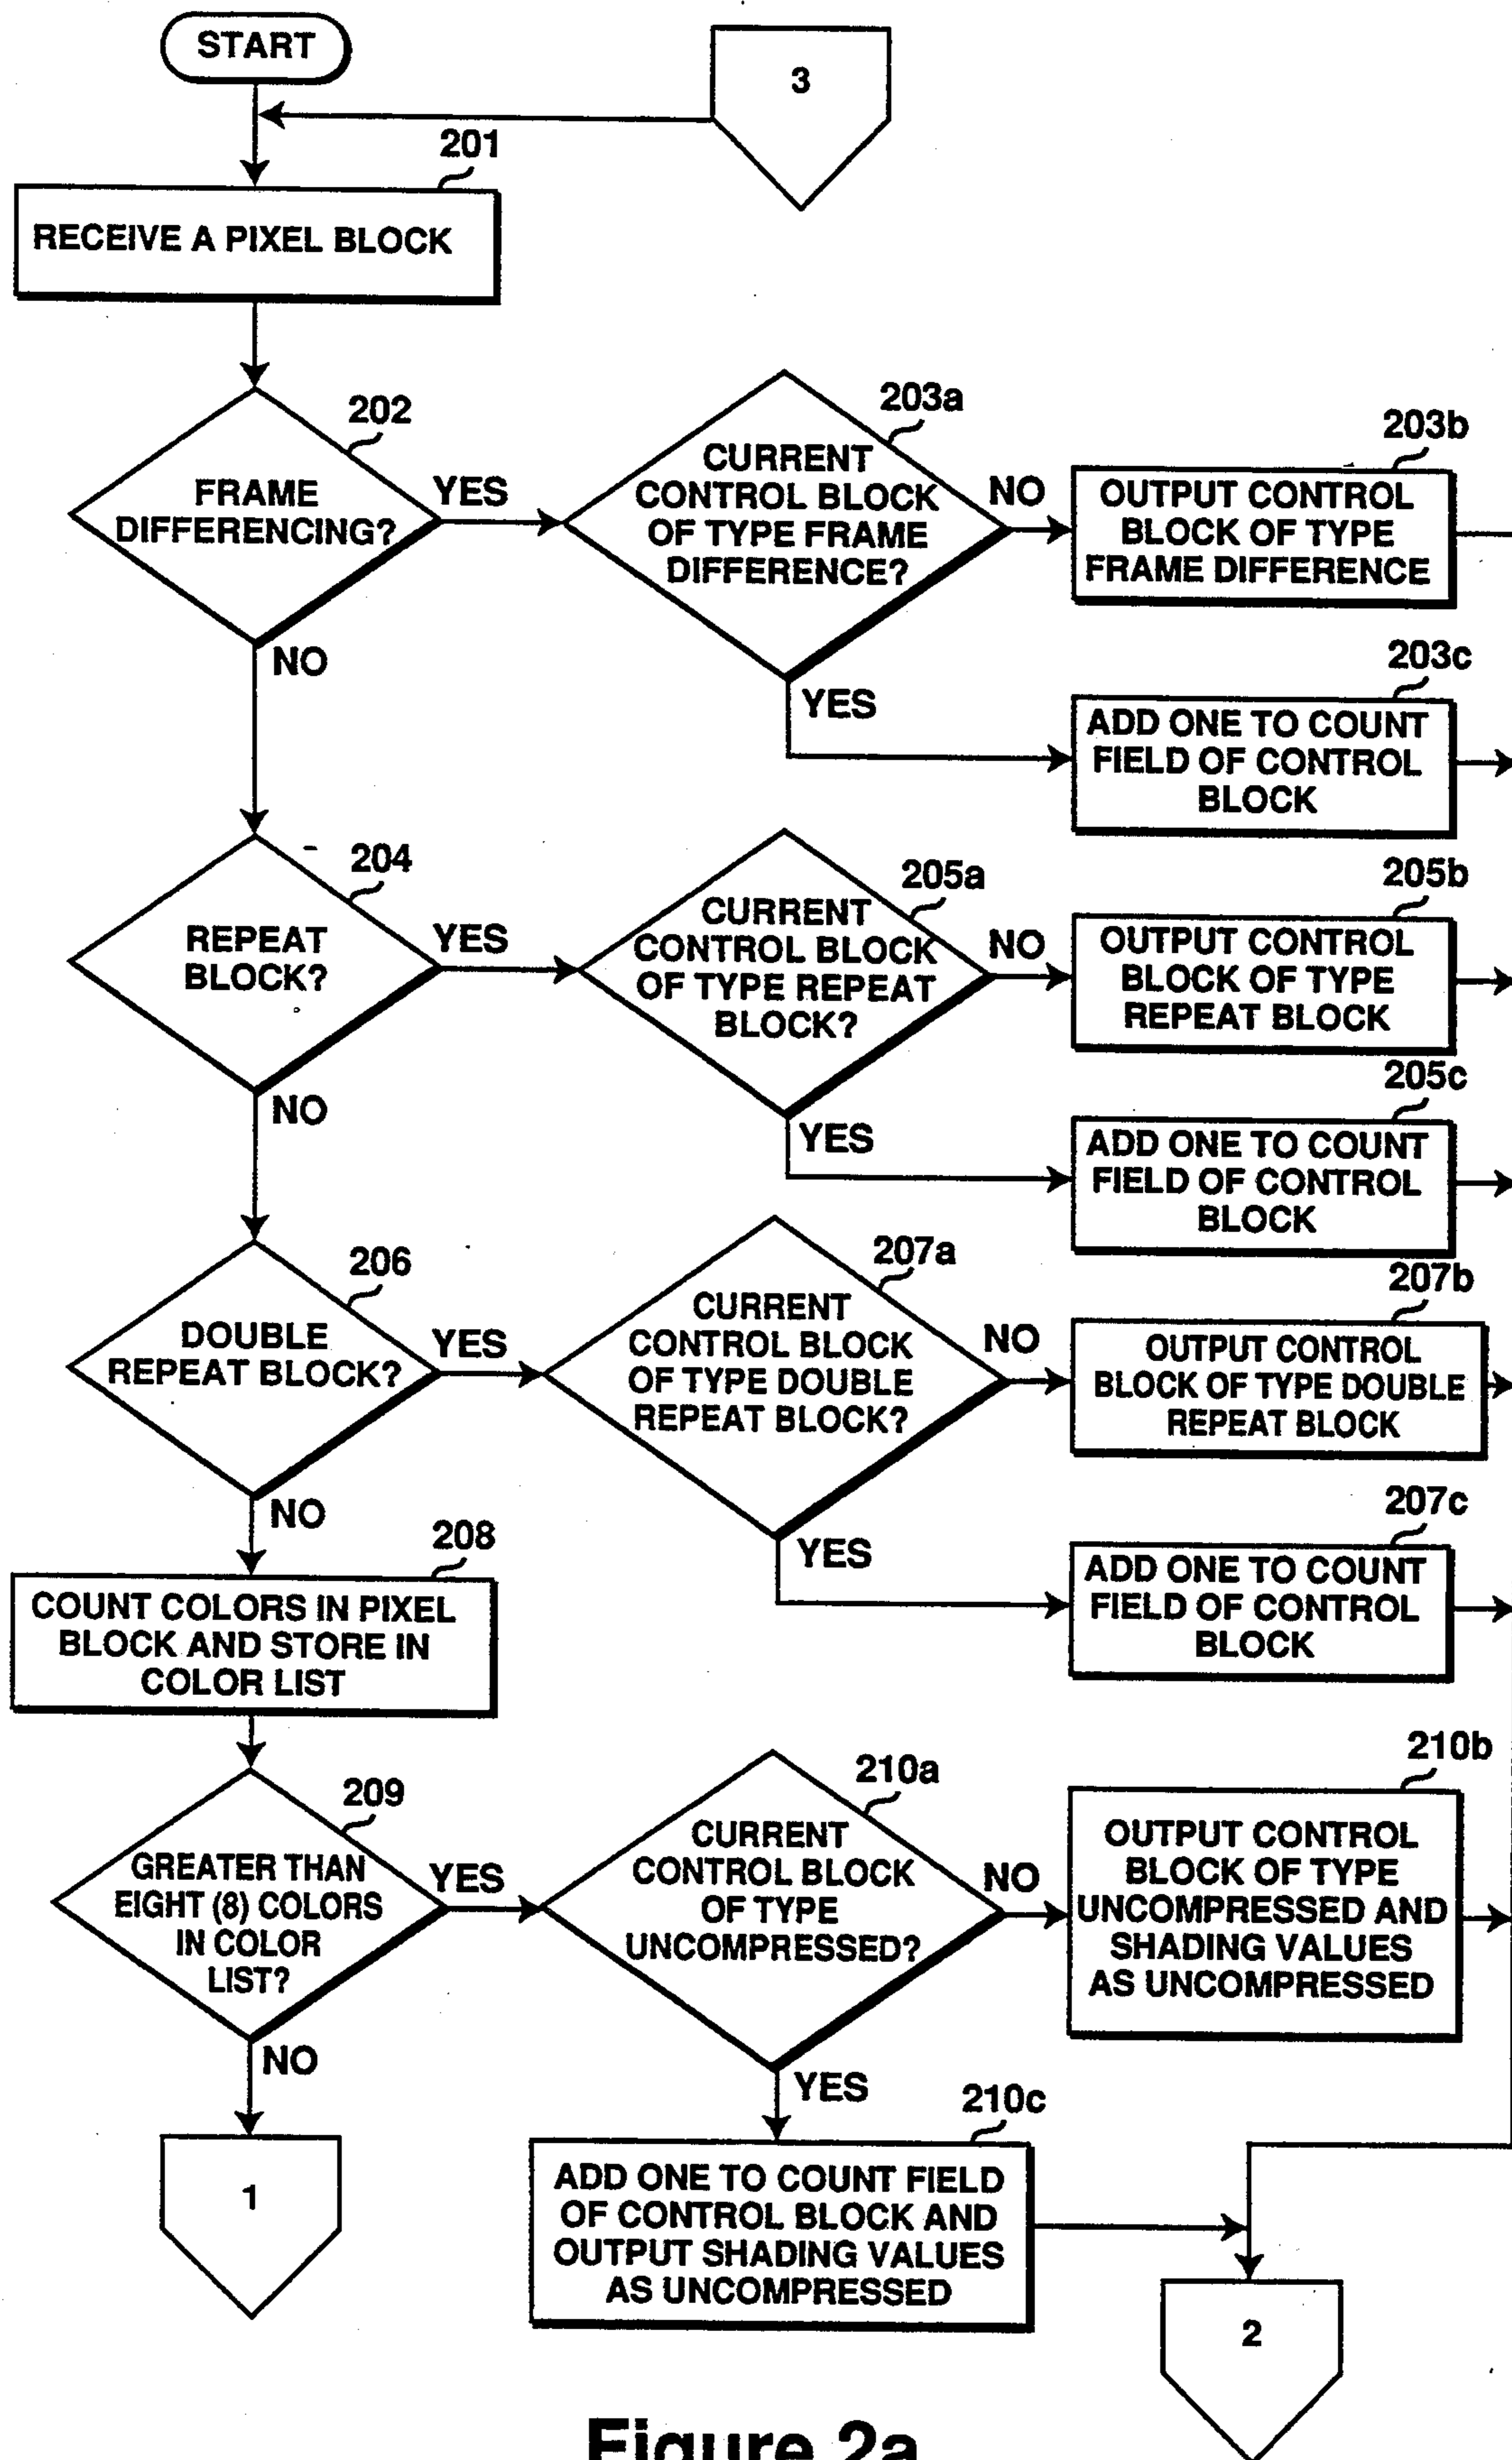 START
3
201
RECEIVE A PIXEL BLOCK
202
FRAME
DIFFERENCING?
YES
NO
203a
CURRENT
CONTROL BLOCK
OF TYPE FRAME
DIFFERENCE?
NO
YES
203b
OUTPUT CONTROL
BLOCK OF TYPE
FRAME DIFFERENCE
203c
ADD ONE TO COUNT
FIELD OF CONTROL
BLOCK
204
REPEAT
BLOCK?
YES
NO
205a
CURRENT
CONTROL BLOCK
OF TYPE REPEAT
BLOCK?
NO
YES
205b
OUTPUT CONTROL
BLOCK OF TYPE
REPEAT BLOCK
205c
ADD ONE TO COUNT
FIELD OF CONTROL
BLOCK
206
DOUBLE
REPEAT BLOCK?
YES
NO
207a
CURRENT
CONTROL BLOCK
OF TYPE DOUBLE
REPEAT BLOCK?
NO
YES
207b
OUTPUT CONTROL
BLOCK OF TYPE DOUBLE
REPEAT BLOCK
207c
ADD ONE TO COUNT
FIELD OF CONTROL
BLOCK
208
COUNT COLORS IN PIXEL
BLOCK AND STORE IN
COLOR LIST
209
GREATER THAN
EIGHT (8) COLORS
IN COLOR
LIST?
YES
NO
210a
CURRENT
CONTROL BLOCK
OF TYPE
UNCOMPRESSED?
NO
YES
210b
OUTPUT CONTROL
BLOCK OF TYPE
UNCOMPRESSED AND
SHADING VALUES
AS UNCOMPRESSED
210c
ADD ONE TO COUNT FIELD
OF CONTROL BLOCK AND
OUTPUT SHADING VALUES
AS UNCOMPRESSED
1
2
Figure 2a